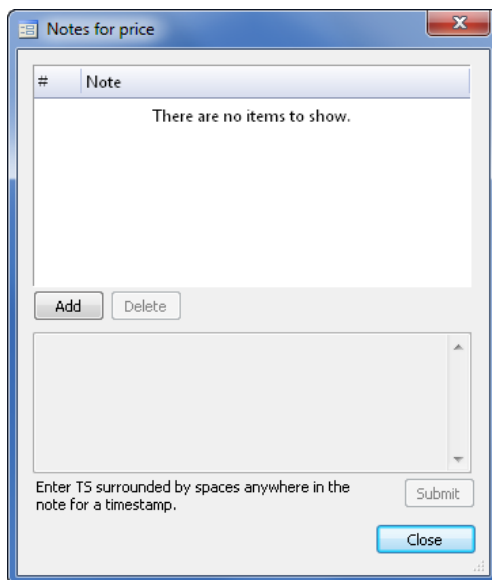 Notes for price
# Note
There are no items to show.
Add Delete
Enter TS surrounded by spaces anywhere in the
note for a timestamp.
Submit
Close